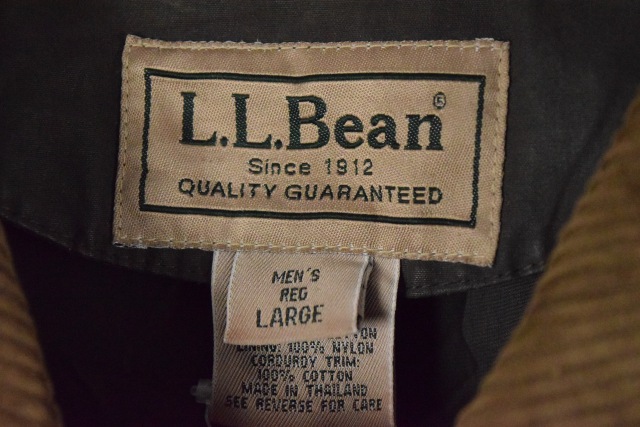 L.L.Bean®
Since 1912
QUALITY GUARANTEED
MEN'S
REG
LARGE
LINING: 100% NYLON
CORDUROY TRIM:
100% COTTON
MADE IN THAILAND
SEE REVERSE FOR CARE